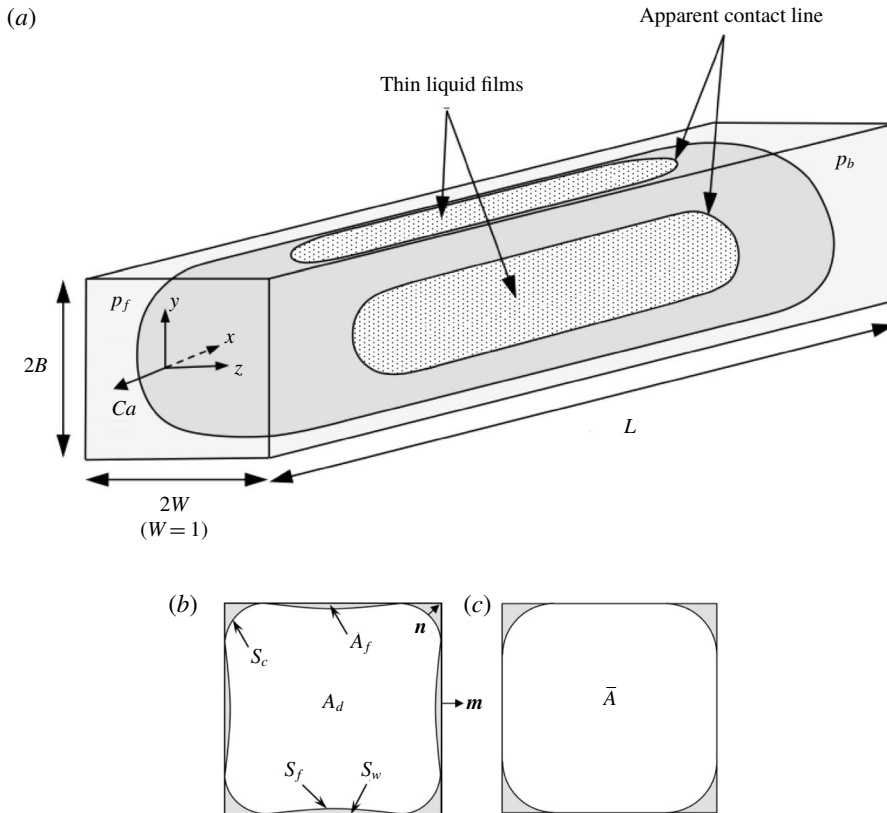 (a)
Apparent contact line
Thin liquid films
p_b
p_f
y
x
z
2B
Ca
L
2W
(W = 1)
(b)
(c)
n
S_c
A_f
A_d
m
Ā
S_f
S_w